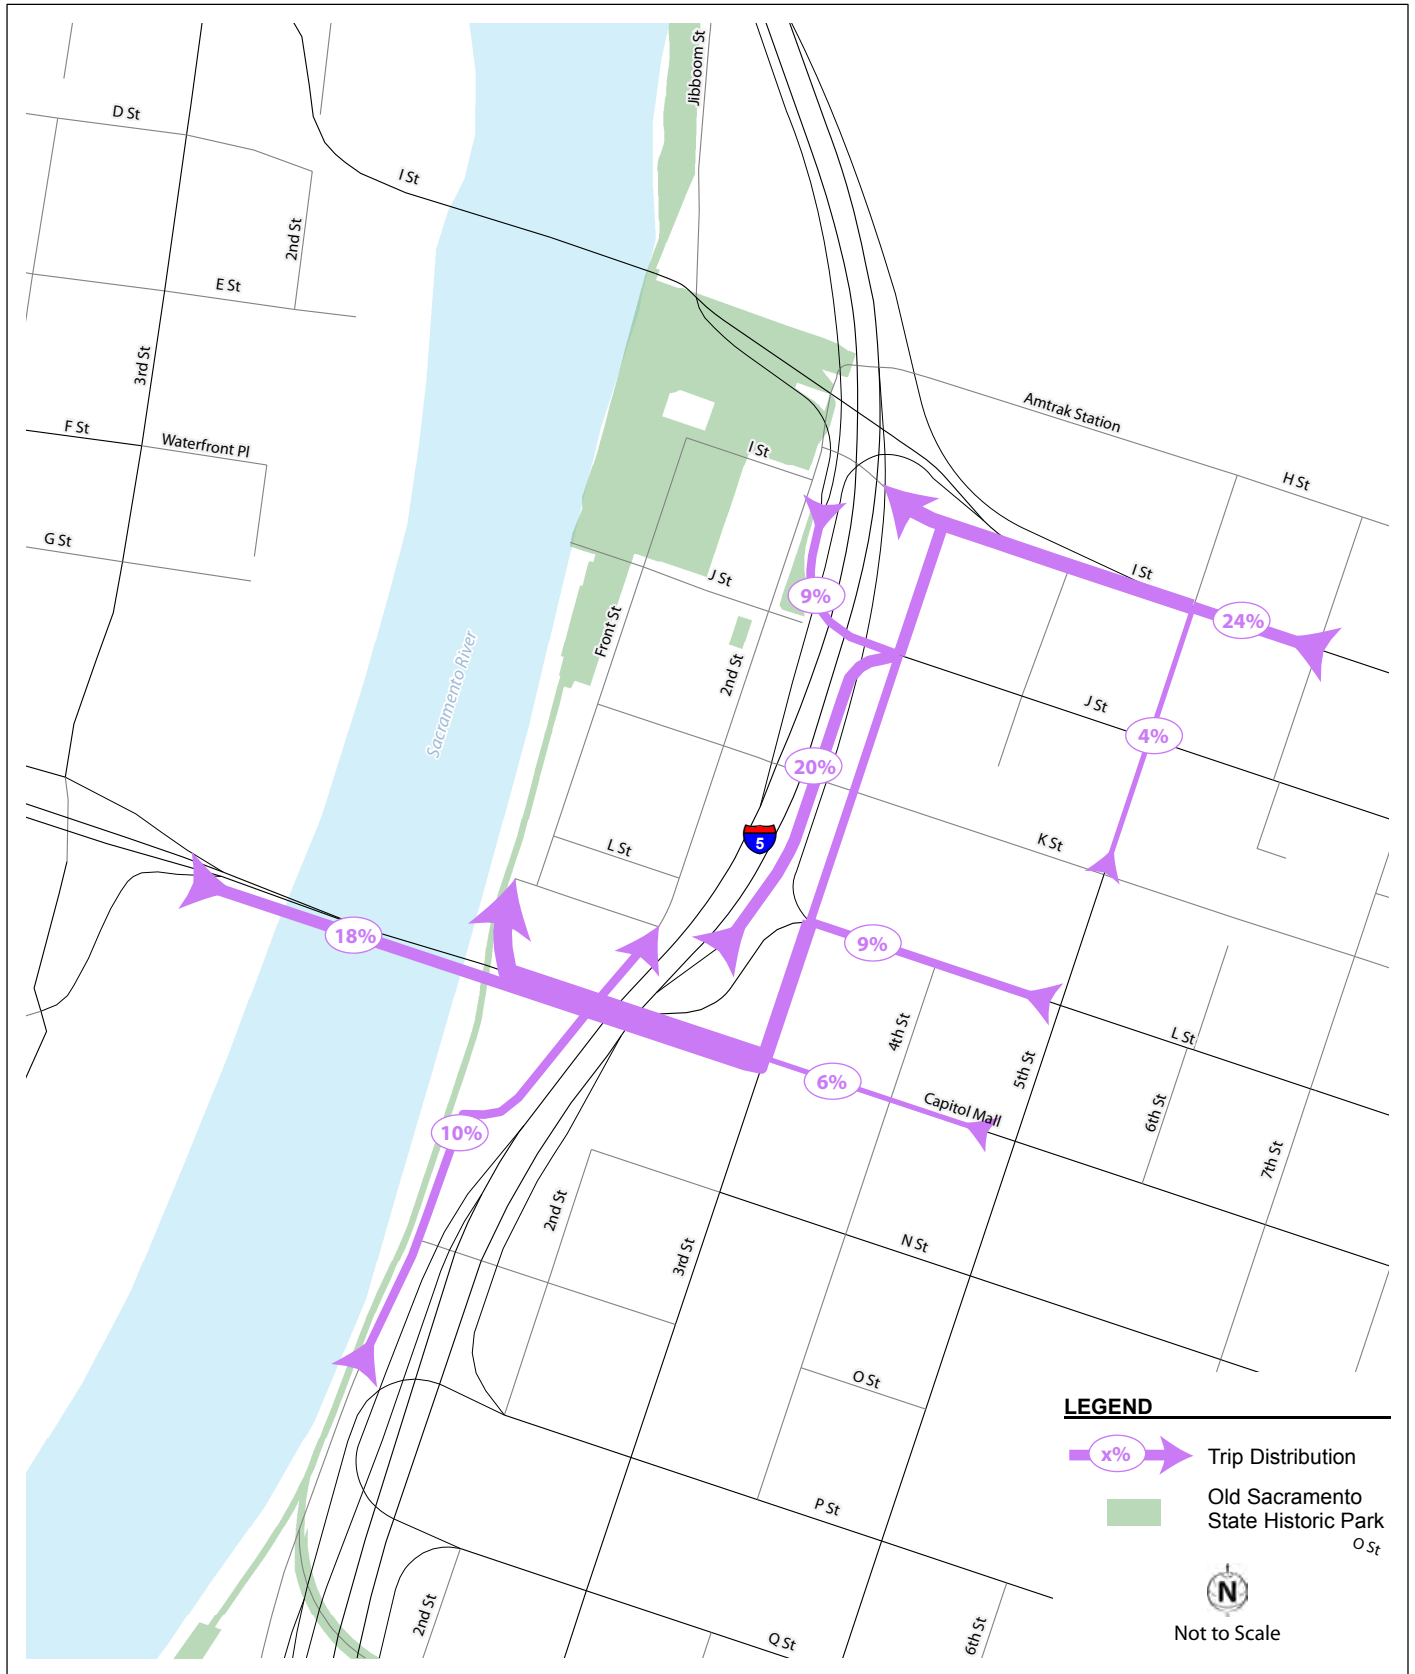 Jibboom St
D St
I St
2nd St
E St
3rd St
Amtrak Station
F St
Waterfront Pl
I St
H St
G St
J St
I St
9%
24%
Front St
Sacramento River
2nd St
J St
4%
20%
5
L St
K St
18%
9%
4th St
L St
5th St
6%
Capitol Mall
6th St
10%
7th St
2nd St
3rd St
N St
O St
LEGEND
x%
Trip Distribution
Old Sacramento
State Historic Park
P St
O St
N
2nd St
Q St
6th St
Not to Scale